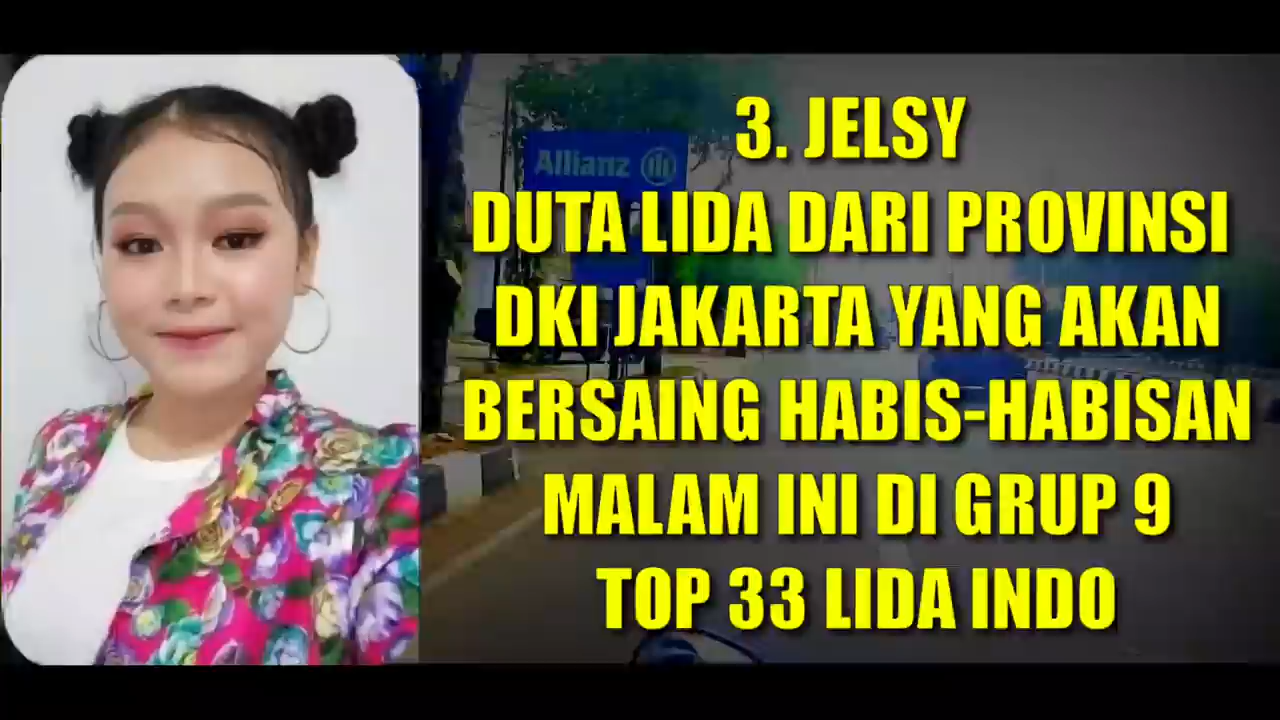 3. JELSY
DUTA LIDA DARI PROVINSI
DKI JAKARTA YANG AKAN
BERSAING HABIS-HABISAN
MALAM INI DI GRUP 9
TOP 33 LIDA INDO
Allianz